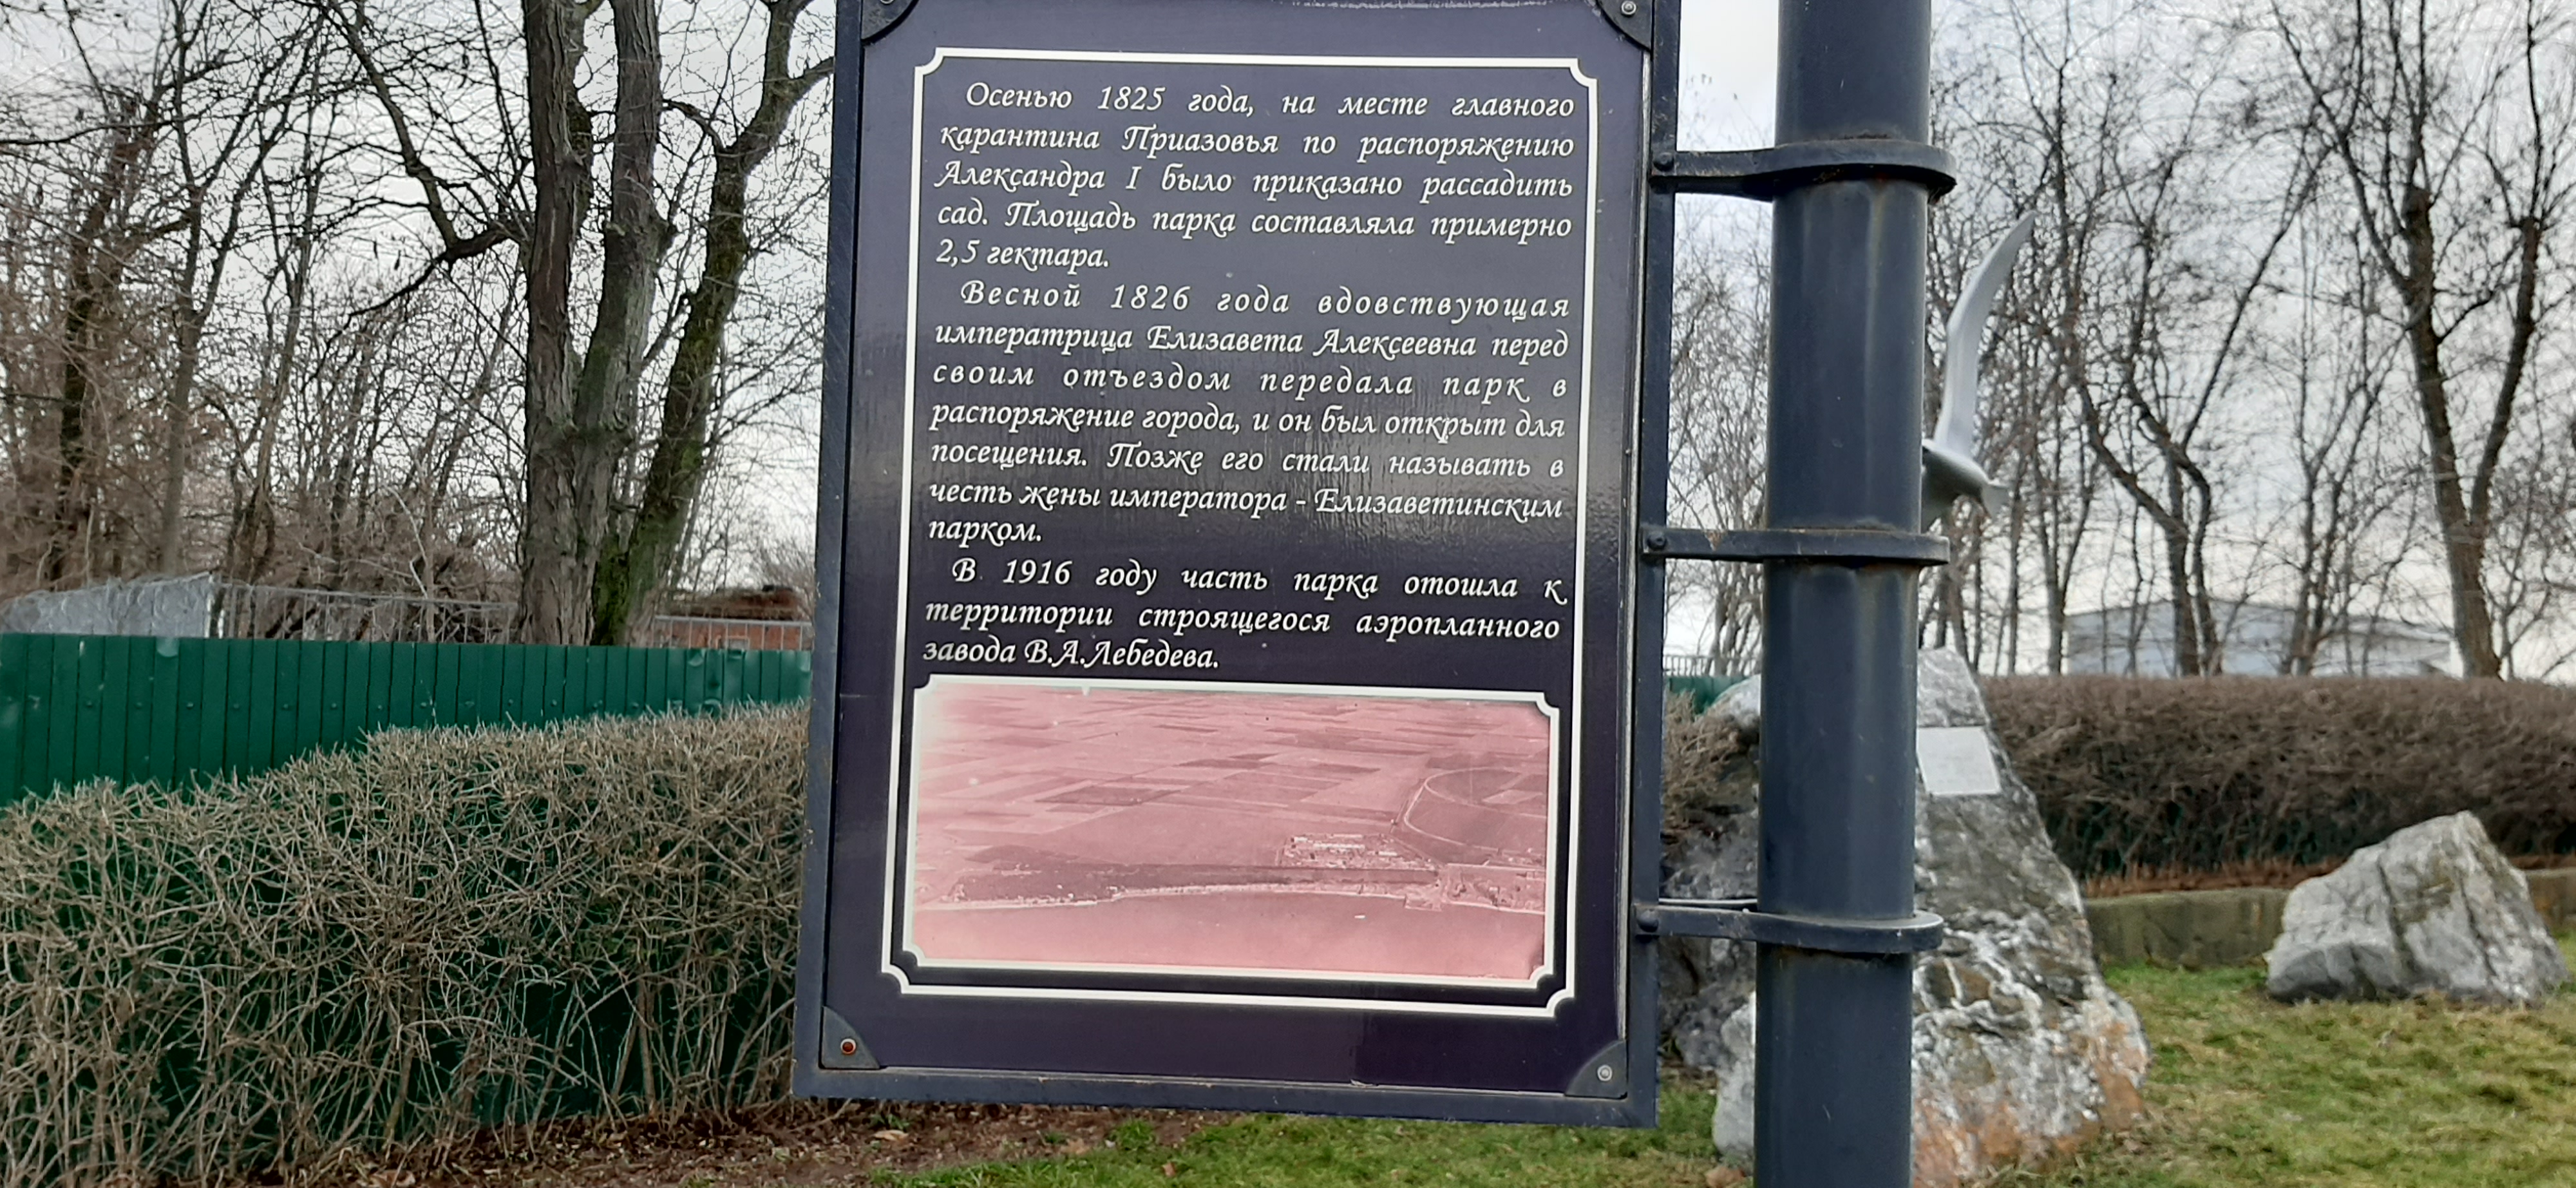 Осенью 1825 года, на месте главного
карантина Приазовья по распоряжению
Александра I было приказано рассадить
сад. Площадь парка составляла примерно
2,5 гектара.
Весной 1826 года вдовствующая
императрица Елизавета Алексеевна перед
своим отъездом передала парк в
распоряжение города, и он был открыт для
посещения. Позже его стали называть в
честь жены императора - Елизаветинским
парком.
В 1916 году часть парка отошла к
территории строящегося аэропланного
завода В.А.Лебедева.